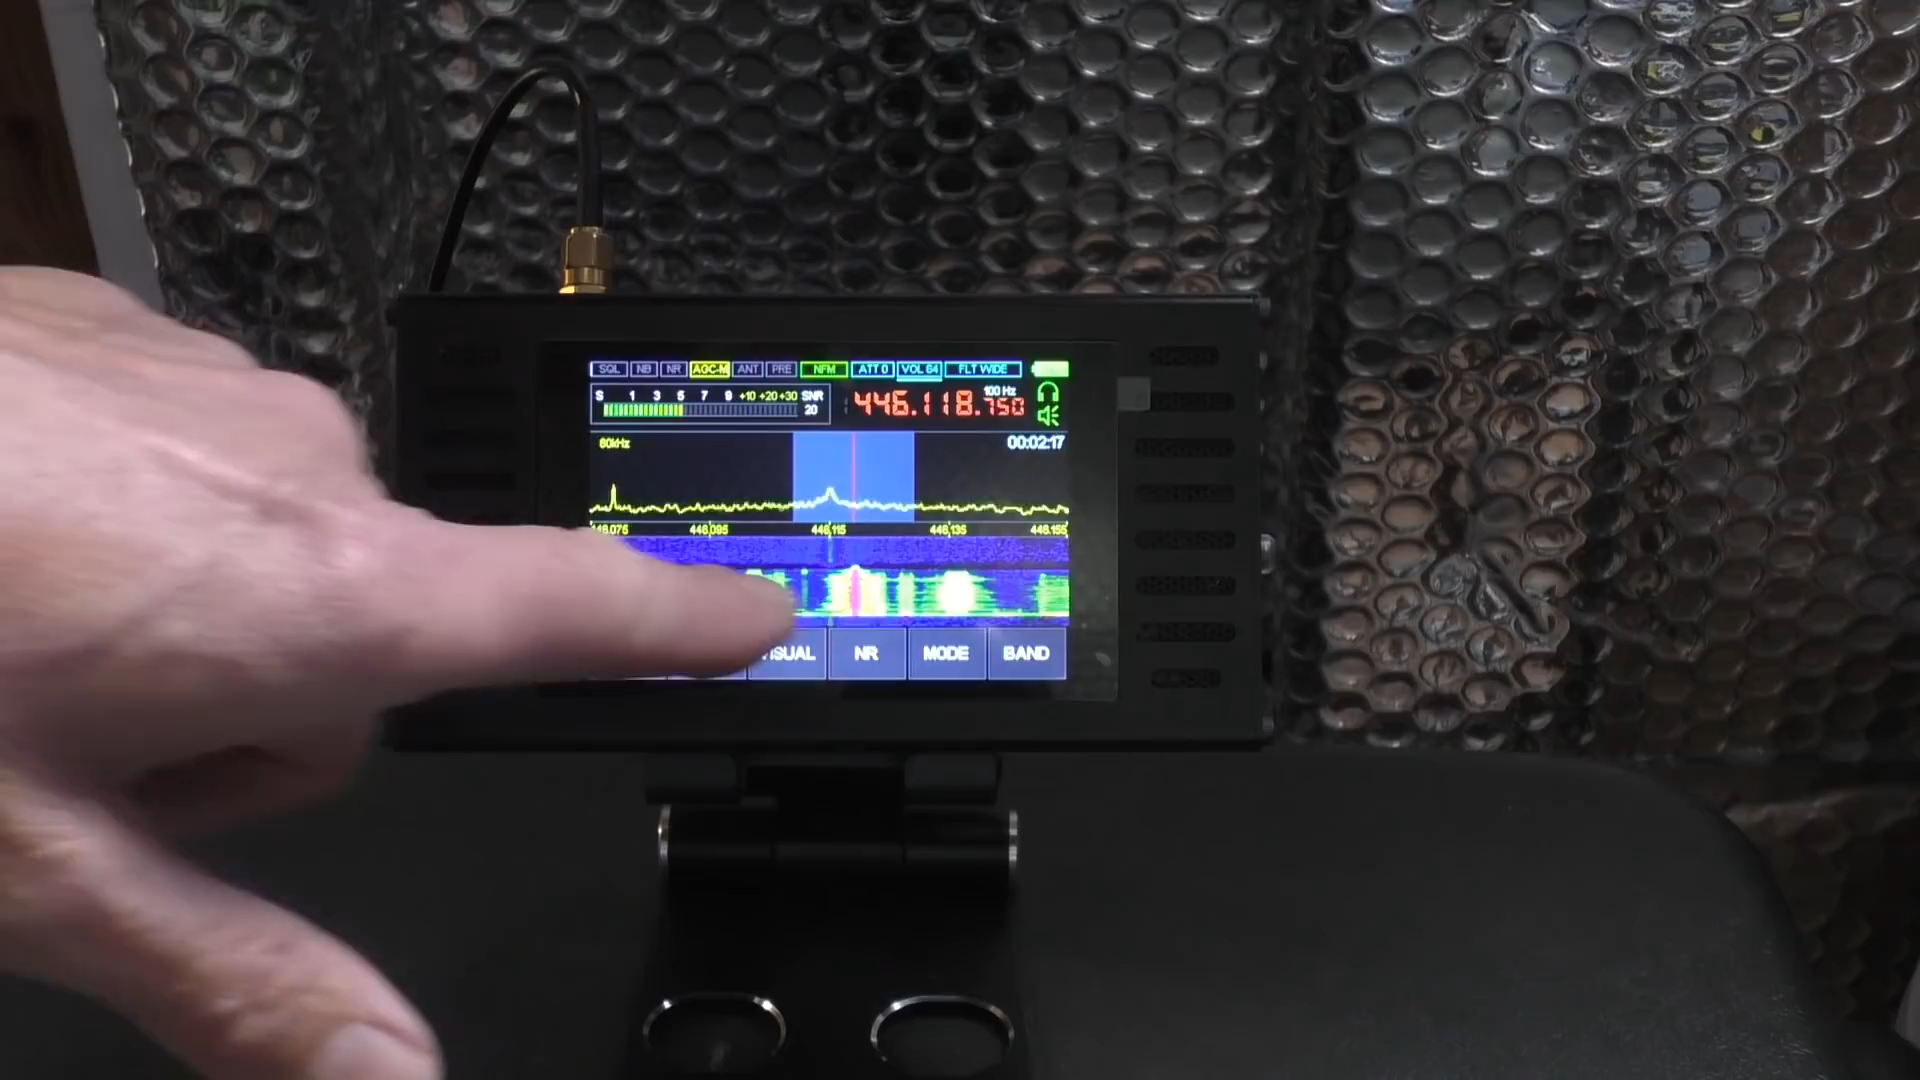 SQL NB NR AGC-M ANT PRE NFM ATT 0 VOL 64 FLT WIDE
S 1 3 5 7 9 +10 +20 +30 SNR
20
100 Hz
446.118.750
60kHz
00:02:17
446.095 446.115 446.135 446.155
NR MODE BAND